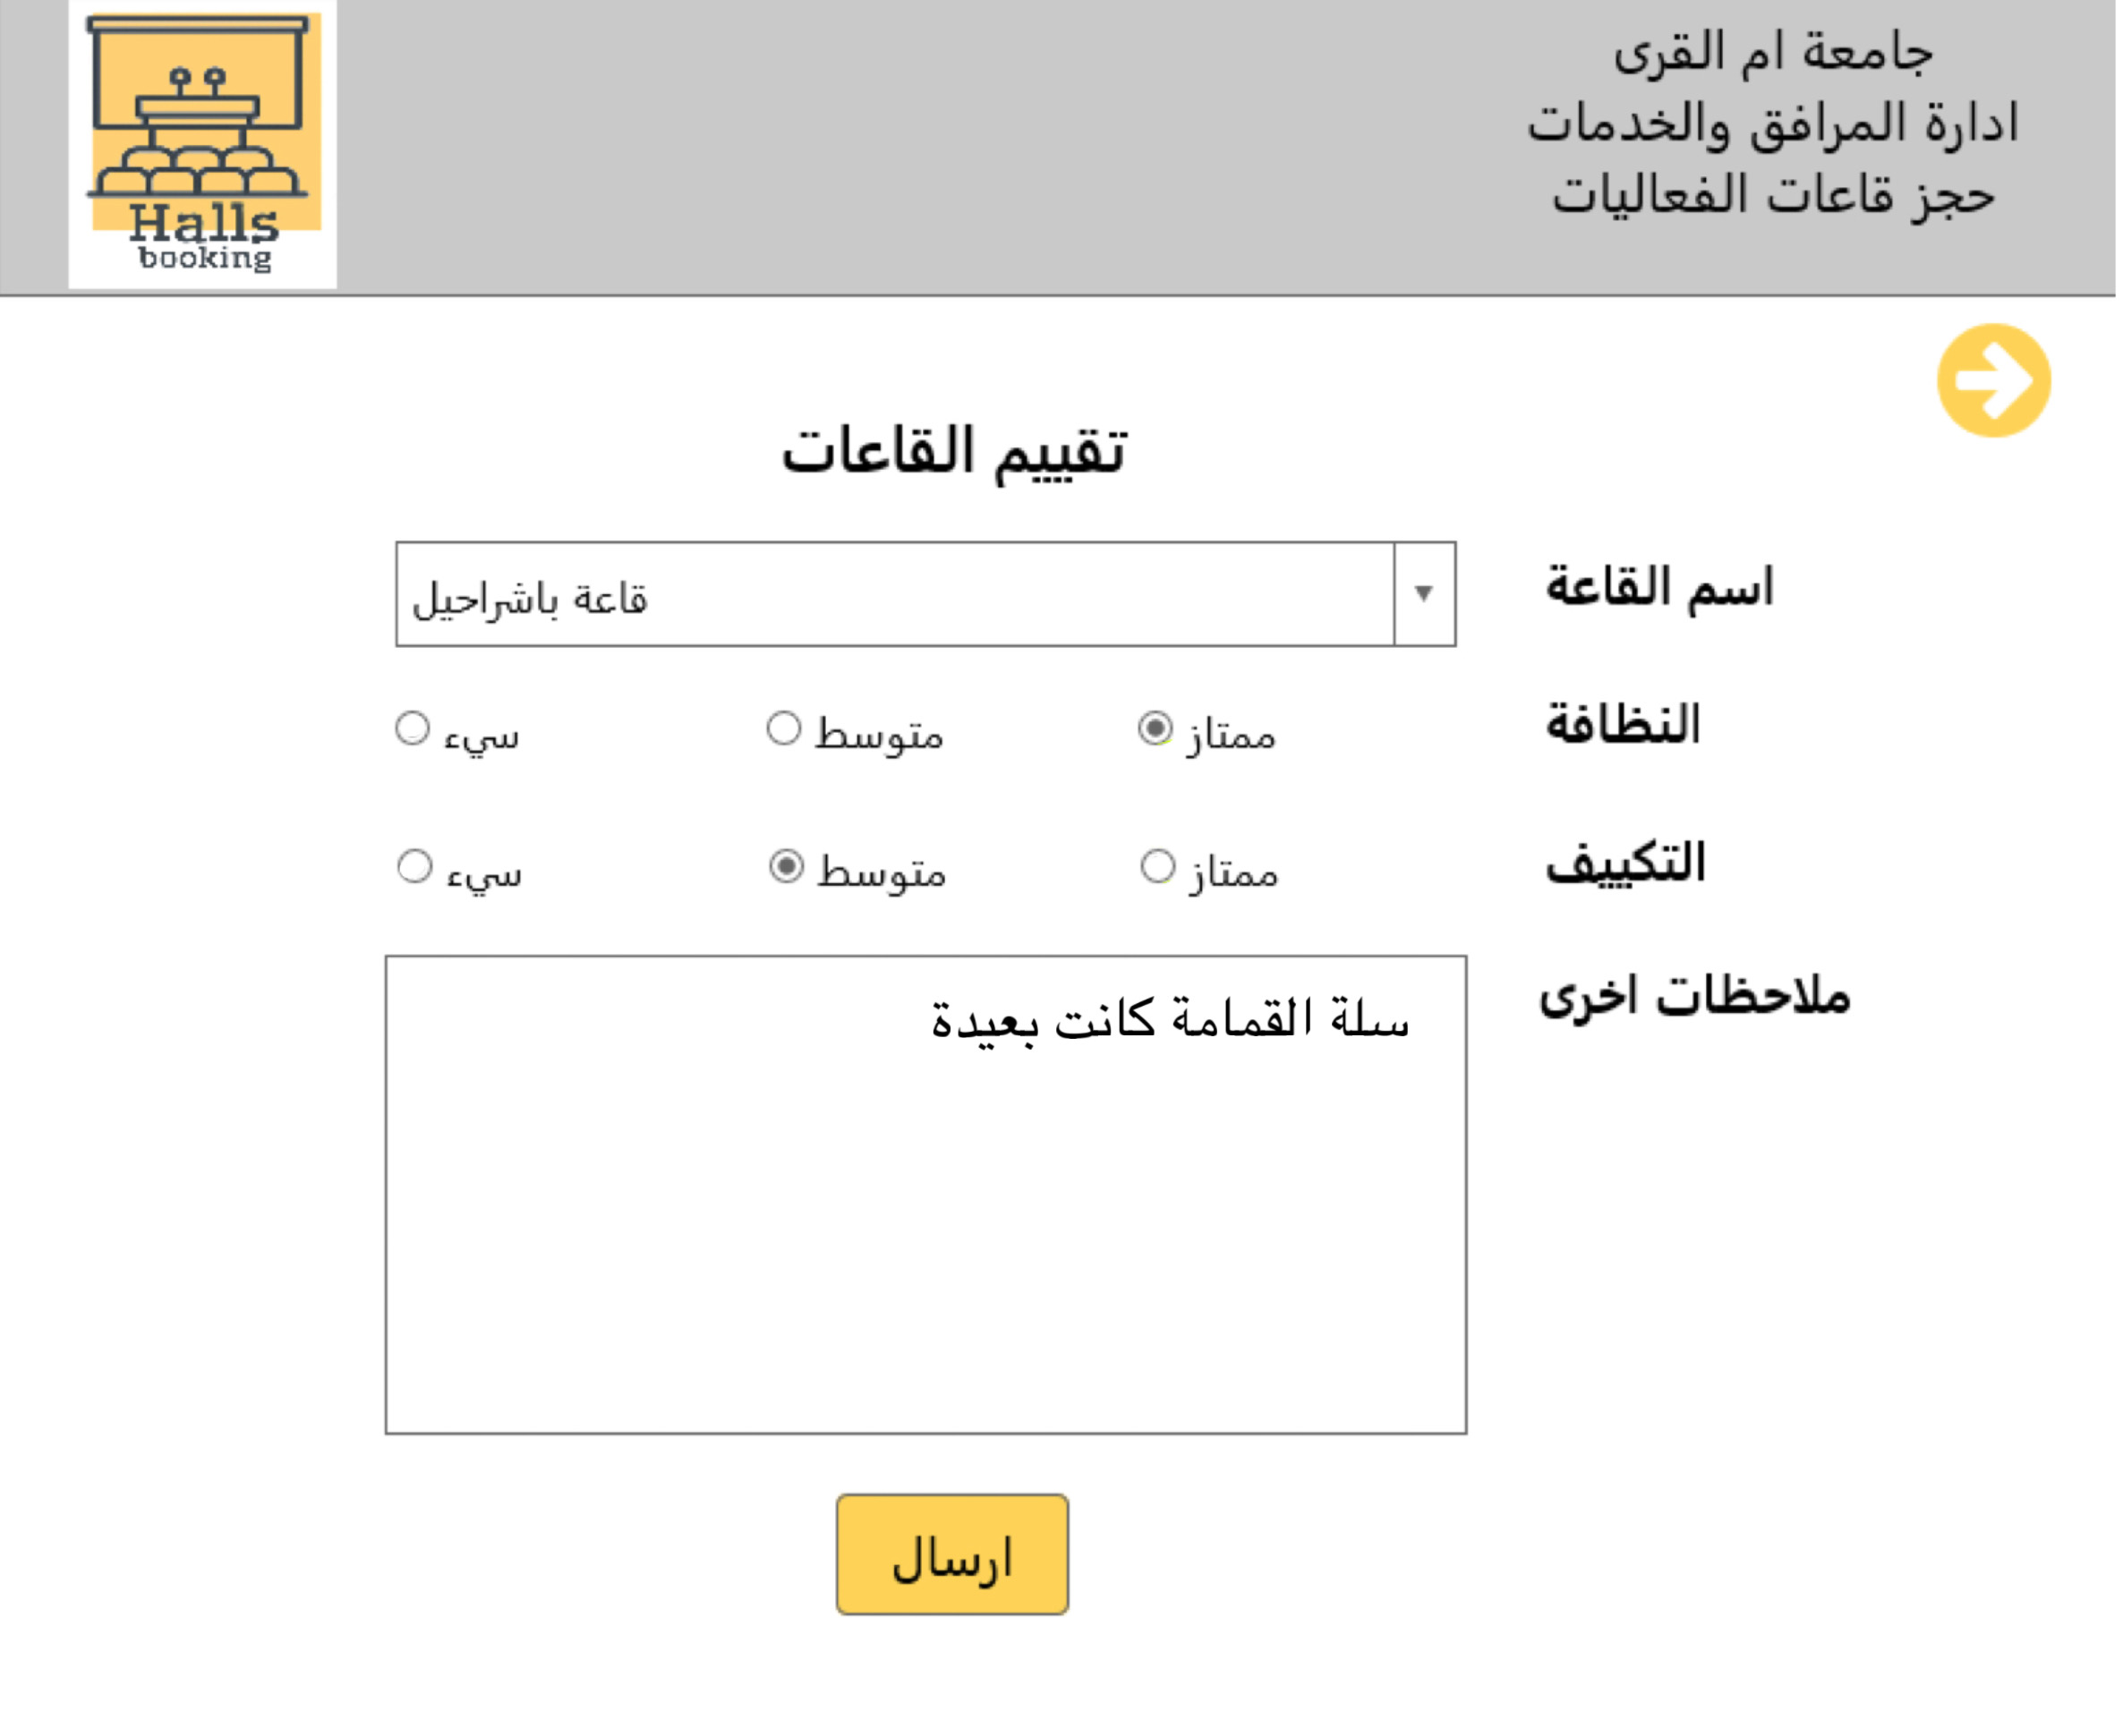 جامعة ام القرى
ادارة المرافق والخدمات
حجز قاعات الفعاليات
Halls
booking
تقييم القاعات
اسم القاعة
قاعة باشراحيل
النظافة
ممتاز متوسط سيء
التكييف
ممتاز متوسط سيء
ملاحظات اخرى
سلة القمامة كانت بعيدة
ارسال